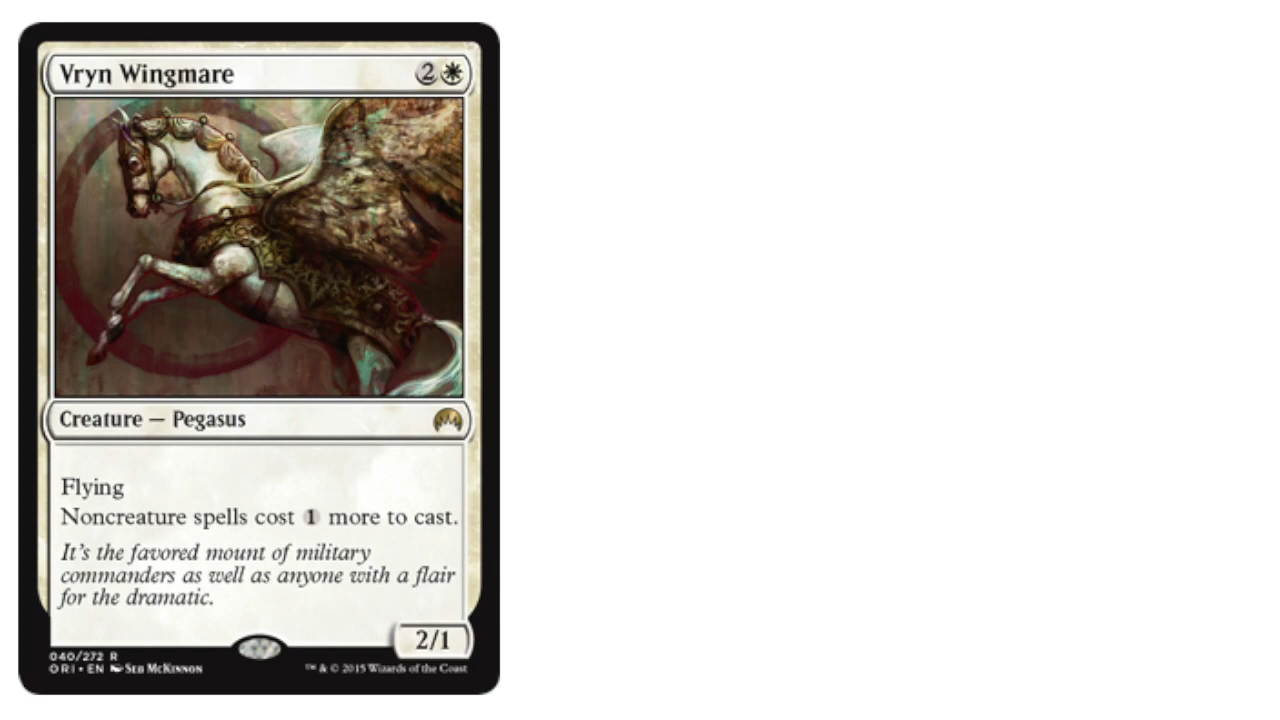 Vryn Wingmare 2
Creature — Pegasus
Flying
Noncreature spells cost 1 more to cast.
It's the favored mount of military
commanders as well as anyone with a flair
for the dramatic.
2/1
040/272 R
ORI • EN Seb McKinnon
™ & © 2015 Wizards of the Coast